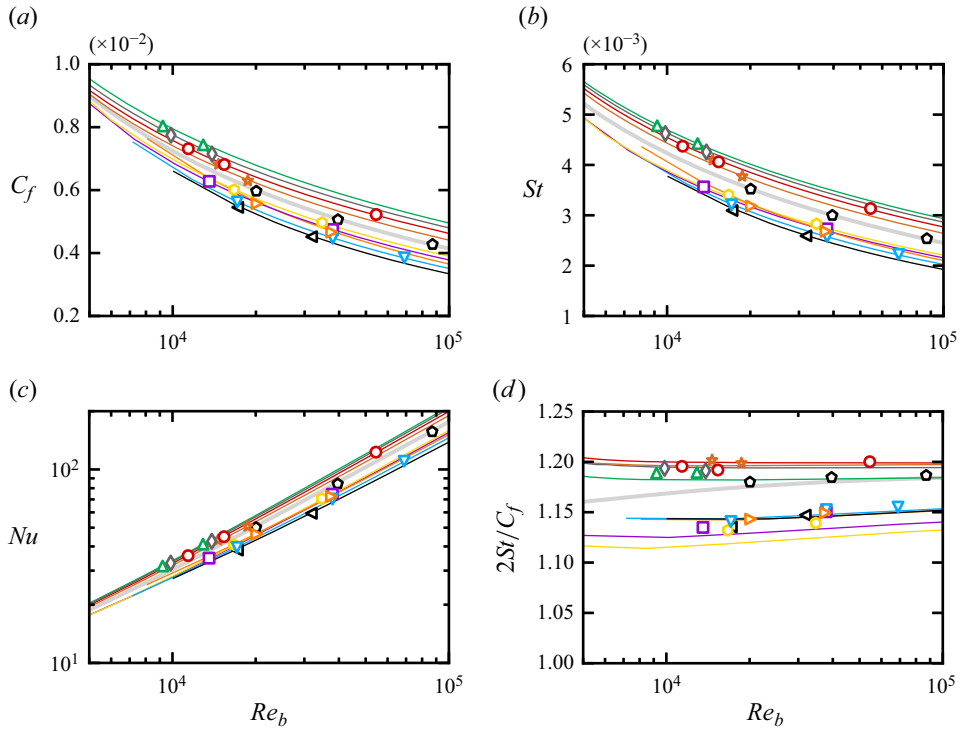 (a)
(×10⁻²)
1.0
0.8
C_f
0.6
0.4
0.2
10⁴
10⁵
(b)
(×10⁻³)
6
5
4
St
3
2
1
10⁴
10⁵
(c)
10²
Nu
10¹
10⁴
10⁵
Re_b
(d)
1.25
1.20
1.15
2St/C_f
1.10
1.05
1.00
10⁴
10⁵
Re_b